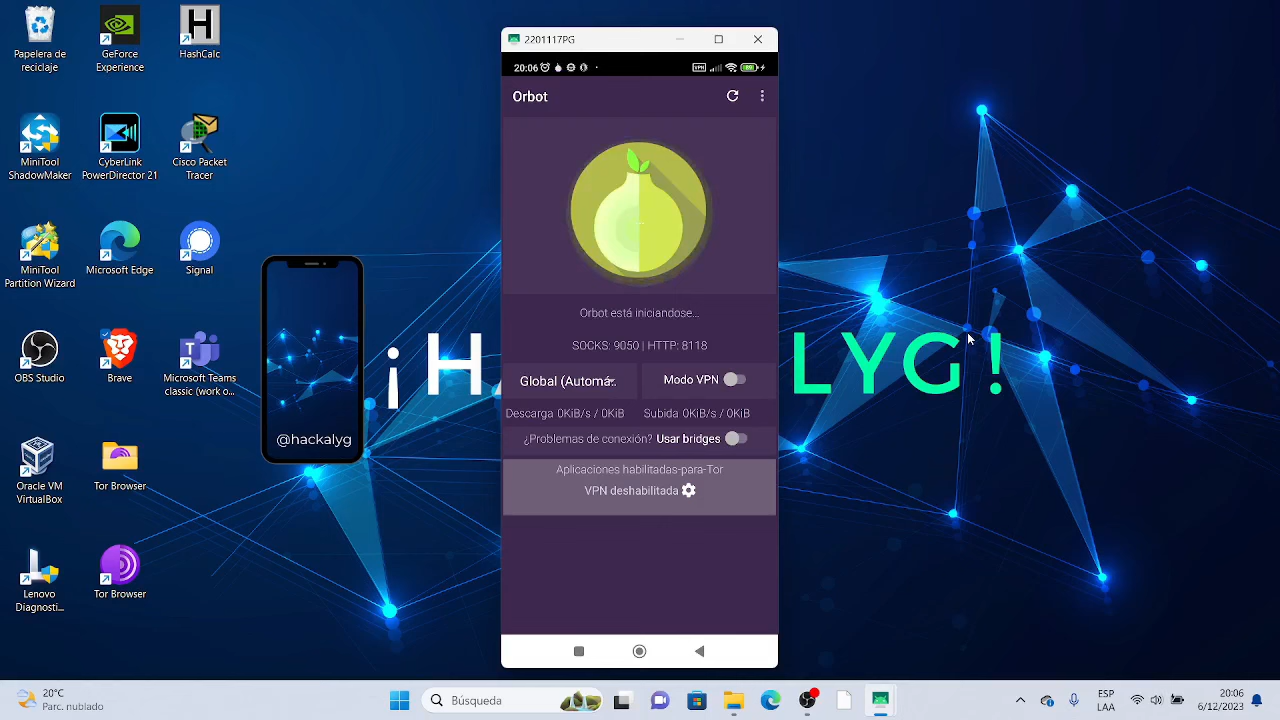 Papelera de
reciclaje
GeForce
Experience
H
HashCalc
MiniTool
ShadowMaker
CyberLink
PowerDirector 21
Cisco Packet
Tracer
MiniTool
Partition Wizard
Microsoft Edge
Signal
OBS Studio
Brave
Microsoft Teams
classic (work o...
Oracle VM
VirtualBox
Tor Browser
Lenovo
Diagnosti...
Tor Browser
@hackalyg
¡H
LYG!
2201117PG
20:06
VPN
89
Orbot
Orbot está iniciandose...
SOCKS: 9050 | HTTP: 8118
Global (Automá.
Modo VPN
Descarga 0KiB/s / 0KiB
Subida 0KiB/s / 0KiB
¿Problemas de conexión? Usar bridges
Aplicaciones habilitadas-para-Tor
VPN deshabilitada
20°C
Parc. nublado
Búsqueda
ESP
LAA
20:06
6/12/2023